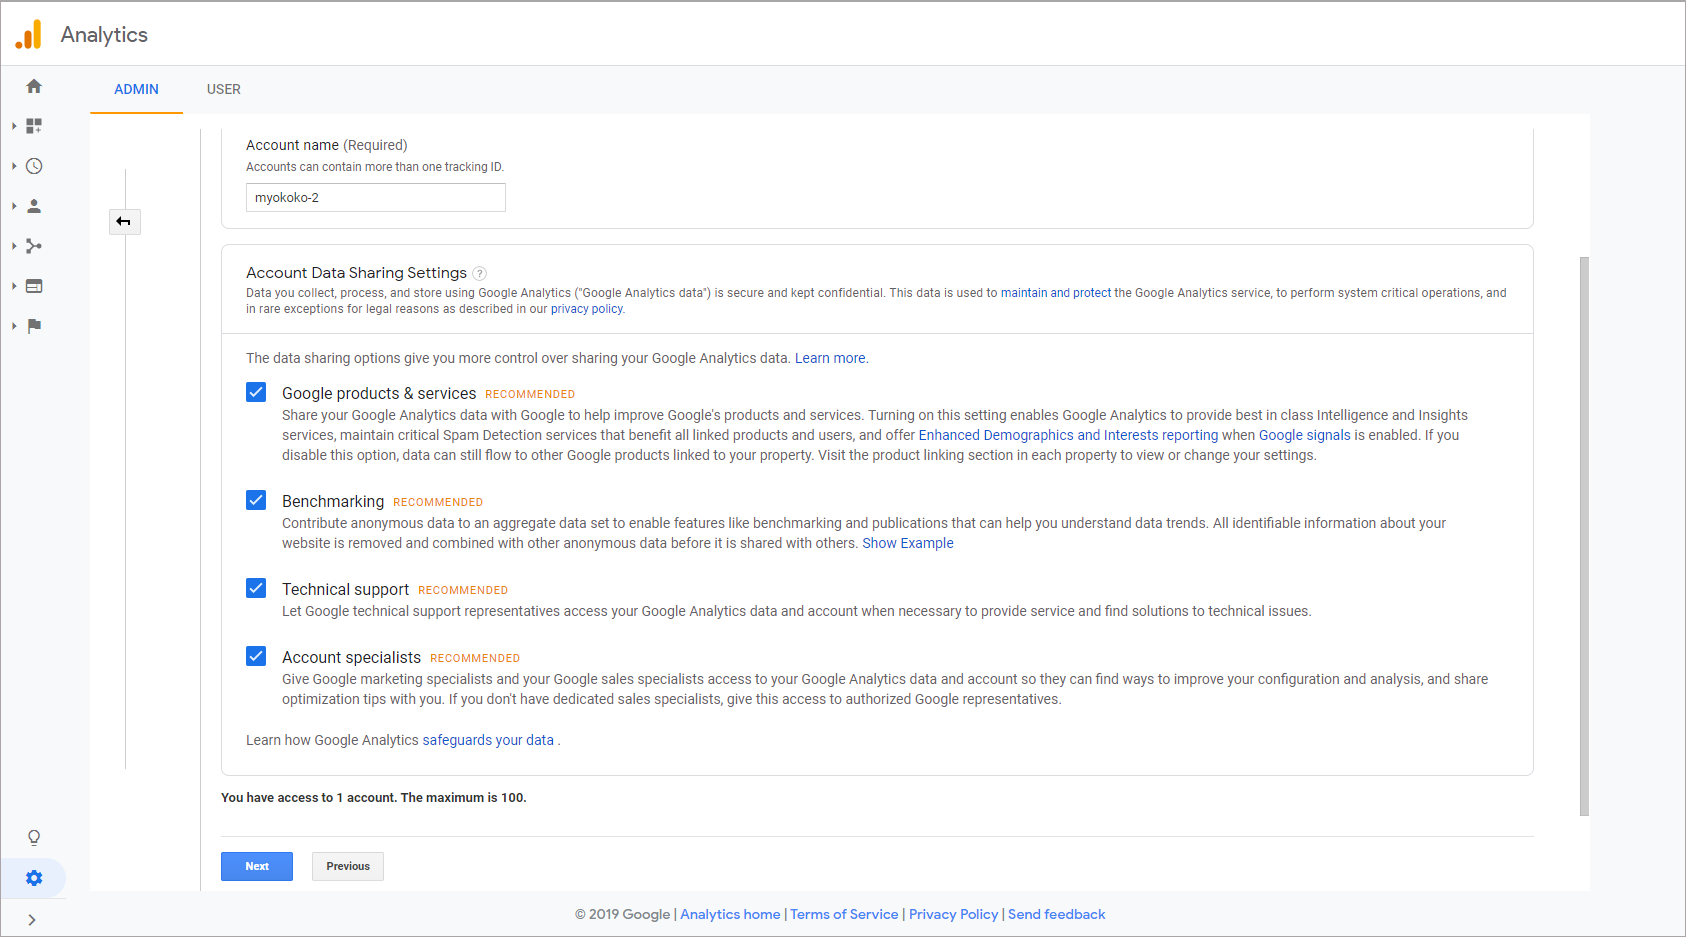 Analytics
ADMIN
USER
Account name (Required)
Accounts can contain more than one tracking ID.
myokoko-2
Account Data Sharing Settings ?
Data you collect, process, and store using Google Analytics ("Google Analytics data") is secure and kept confidential. This data is used to maintain and protect the Google Analytics service, to perform system critical operations, and
in rare exceptions for legal reasons as described in our privacy policy.
The data sharing options give you more control over sharing your Google Analytics data. Learn more.
Google products & services RECOMMENDED
Share your Google Analytics data with Google to help improve Google's products and services. Turning on this setting enables Google Analytics to provide best in class Intelligence and Insights
services, maintain critical Spam Detection services that benefit all linked products and users, and offer Enhanced Demographics and Interests reporting when Google signals is enabled. If you
disable this option, data can still flow to other Google products linked to your property. Visit the product linking section in each property to view or change your settings.
Benchmarking RECOMMENDED
Contribute anonymous data to an aggregate data set to enable features like benchmarking and publications that can help you understand data trends. All identifiable information about your
website is removed and combined with other anonymous data before it is shared with others. Show Example
Technical support RECOMMENDED
Let Google technical support representatives access your Google Analytics data and account when necessary to provide service and find solutions to technical issues.
Account specialists RECOMMENDED
Give Google marketing specialists and your Google sales specialists access to your Google Analytics data and account so they can find ways to improve your configuration and analysis, and share
optimization tips with you. If you don't have dedicated sales specialists, give this access to authorized Google representatives.
Learn how Google Analytics safeguards your data .
You have access to 1 account. The maximum is 100.
Next
Previous
© 2019 Google | Analytics home | Terms of Service | Privacy Policy | Send feedback